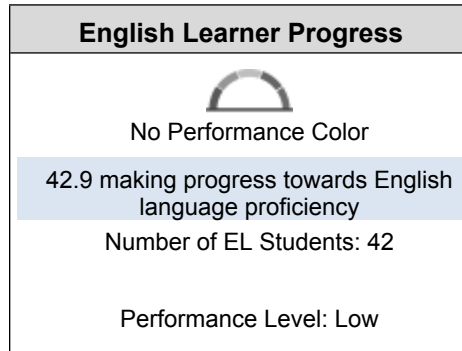 English Learner Progress
No Performance Color
42.9 making progress towards English
language proficiency
Number of EL Students: 42
Performance Level: Low